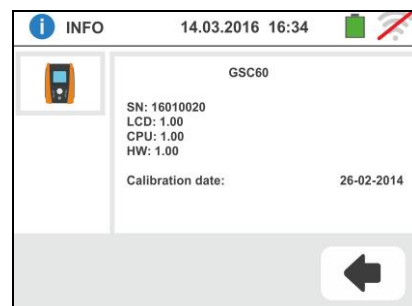 INFO 14.03.2016 16:34
GSC60
SN: 16010020
LCD: 1.00
CPU: 1.00
HW: 1.00
Calibration date: 26-02-2014